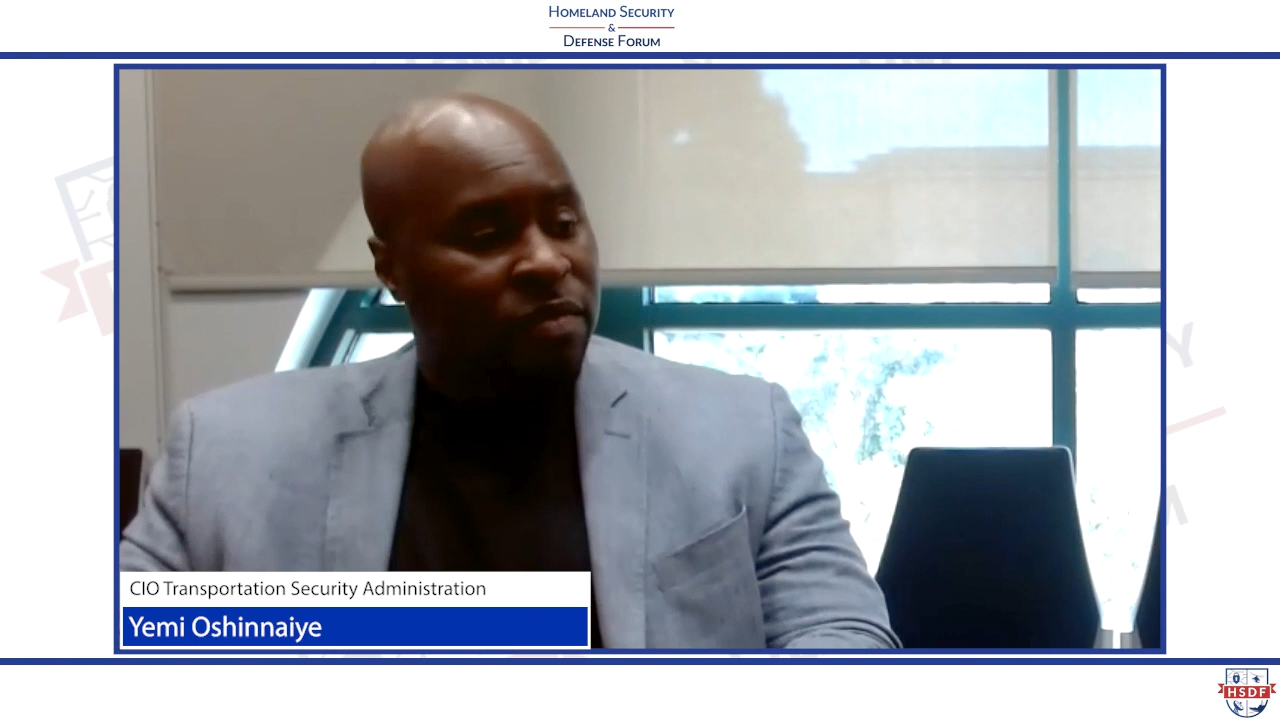 HOMELAND SECURITY
&
DEFENSE FORUM
CIO Transportation Security Administration
Yemi Oshinnaiye
HSDF